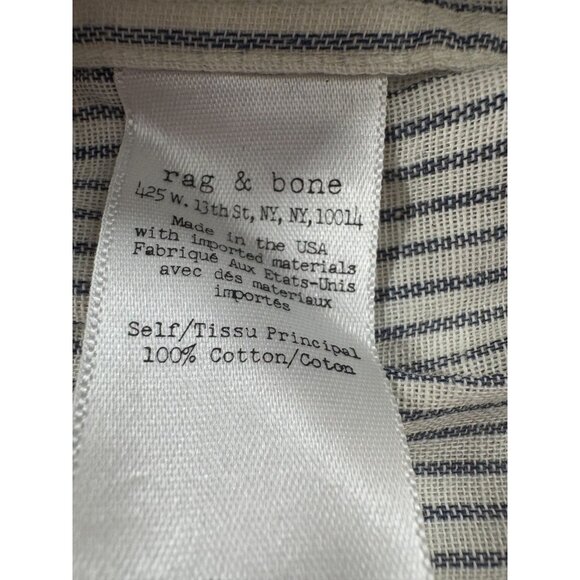 rag & bone
425 W. 13th St, NY, NY, 10014
Made in the USA
with imported materials
Fabriqué Aux Etats-Unis
avec dés materiaux
importés
Self/Tissu Principal
100% Cotton/Coton